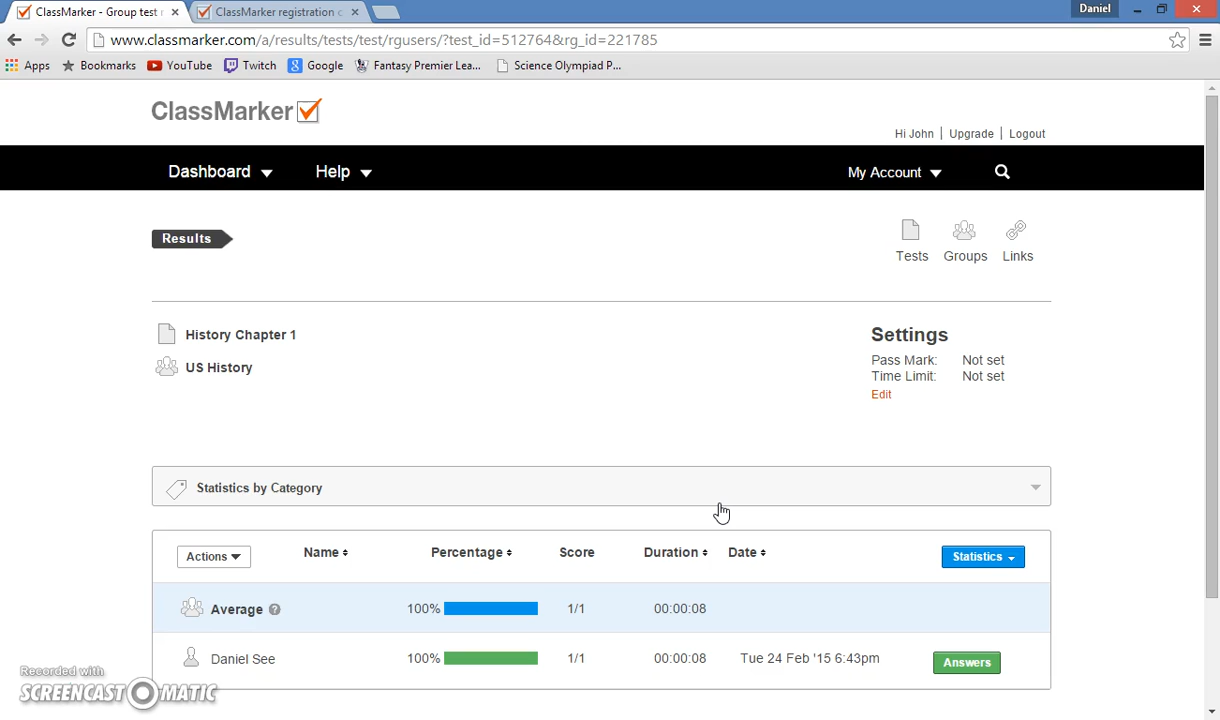 ClassMarker - Group test r
ClassMarker registration c
Daniel
www.classmarker.com/a/results/tests/test/rgusers/?test_id=512764&rg_id=221785
Apps Bookmarks YouTube Twitch Google Fantasy Premier Lea... Science Olympiad P...
ClassMarker
Hi John | Upgrade | Logout
Dashboard Help My Account
Results
Tests Groups Links
History Chapter 1
US History
Settings
Pass Mark: Not set
Time Limit: Not set
Edit
Statistics by Category
Actions Name Percentage Score Duration Date Statistics
Average ? 100% 1/1 00:00:08
Daniel See 100% 1/1 00:00:08 Tue 24 Feb '15 6:43pm Answers
Recorded with
SCREENCAST-O-MATIC